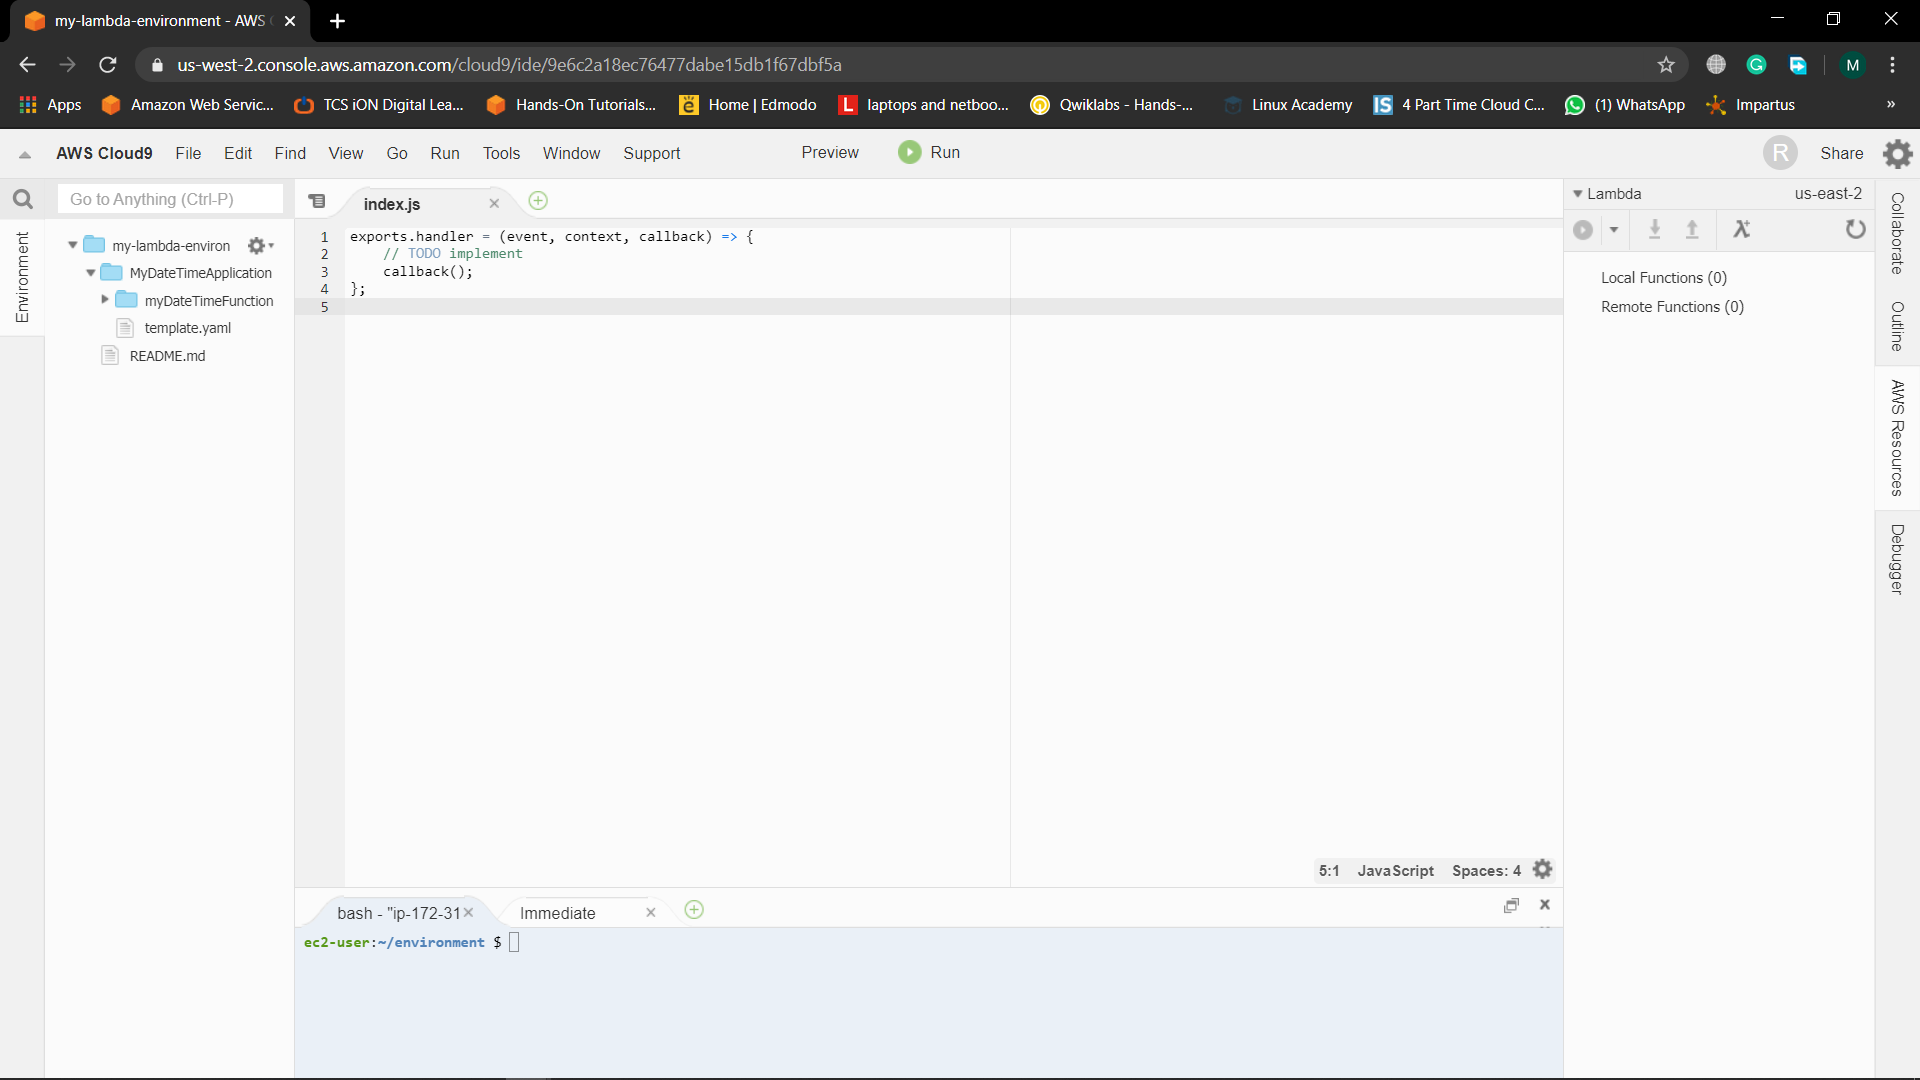 my-lambda-environment - AWS
us-west-2.console.aws.amazon.com/cloud9/ide/9e6c2a18ec76477dabe15db1f67dbf5a
M
Apps Amazon Web Servic... TCS iON Digital Lea... Hands-On Tutorials... Home | Edmodo laptops and netboo... Qwiklabs - Hands-... Linux Academy 4 Part Time Cloud C... (1) WhatsApp Impartus »
AWS Cloud9 File Edit Find View Go Run Tools Window Support Preview Run R Share
Go to Anything (Ctrl-P)
Environment
my-lambda-environ
MyDateTimeApplication
myDateTimeFunction
template.yaml
README.md
index.js
1 exports.handler = (event, context, callback) => {
2 // TODO implement
3 callback();
4 };
5
5:1 JavaScript Spaces: 4
bash - "ip-172-31 Immediate
ec2-user:~/environment $
Lambda us-east-2
Local Functions (0)
Remote Functions (0)
Collaborate
Outline
AWS Resources
Debugger